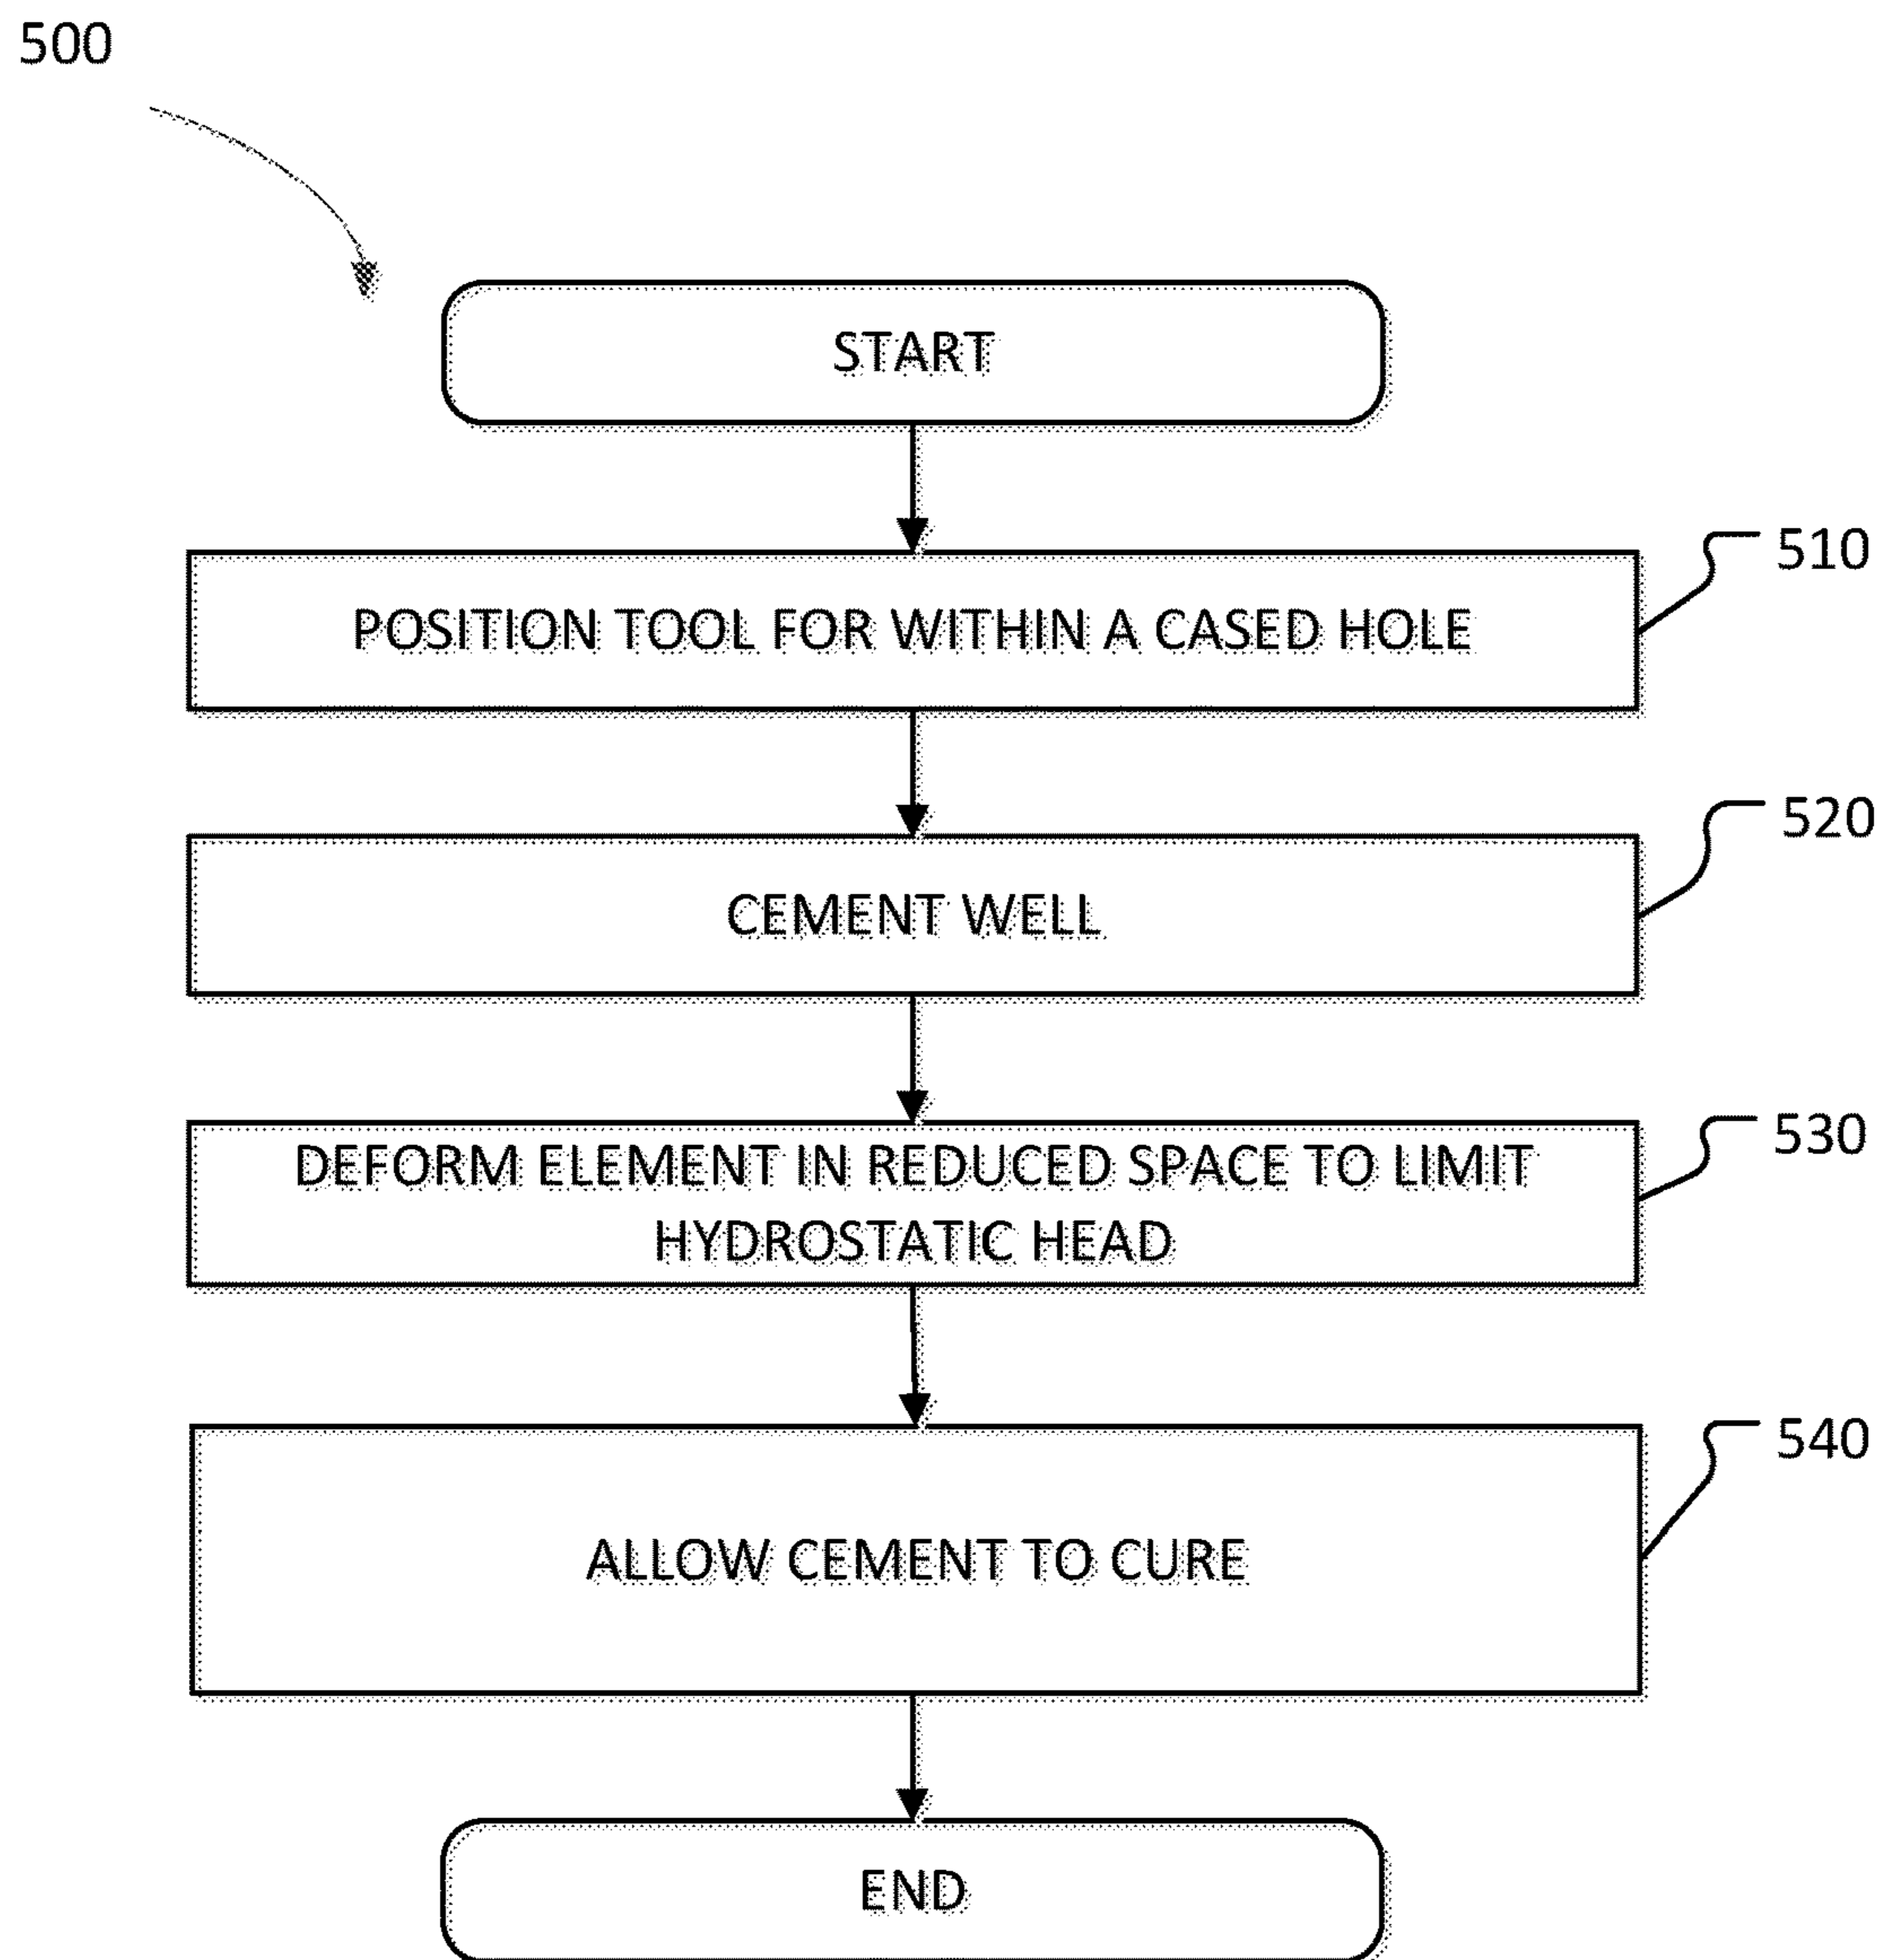 500
START
POSITION TOOL FOR WITHIN A CASED HOLE
510
CEMENT WELL
520
DEFORM ELEMENT IN REDUCED SPACE TO LIMIT
HYDROSTATIC HEAD
530
ALLOW CEMENT TO CURE
540
END